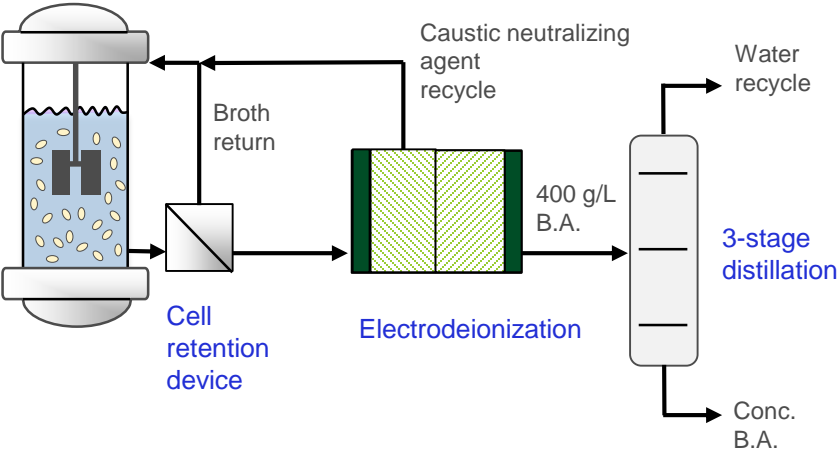 Caustic neutralizing
agent
recycle
Water
recycle
Broth
return
400 g/L
B.A.
3-stage
distillation
Cell
retention
device
Electrodeionization
Conc.
B.A.